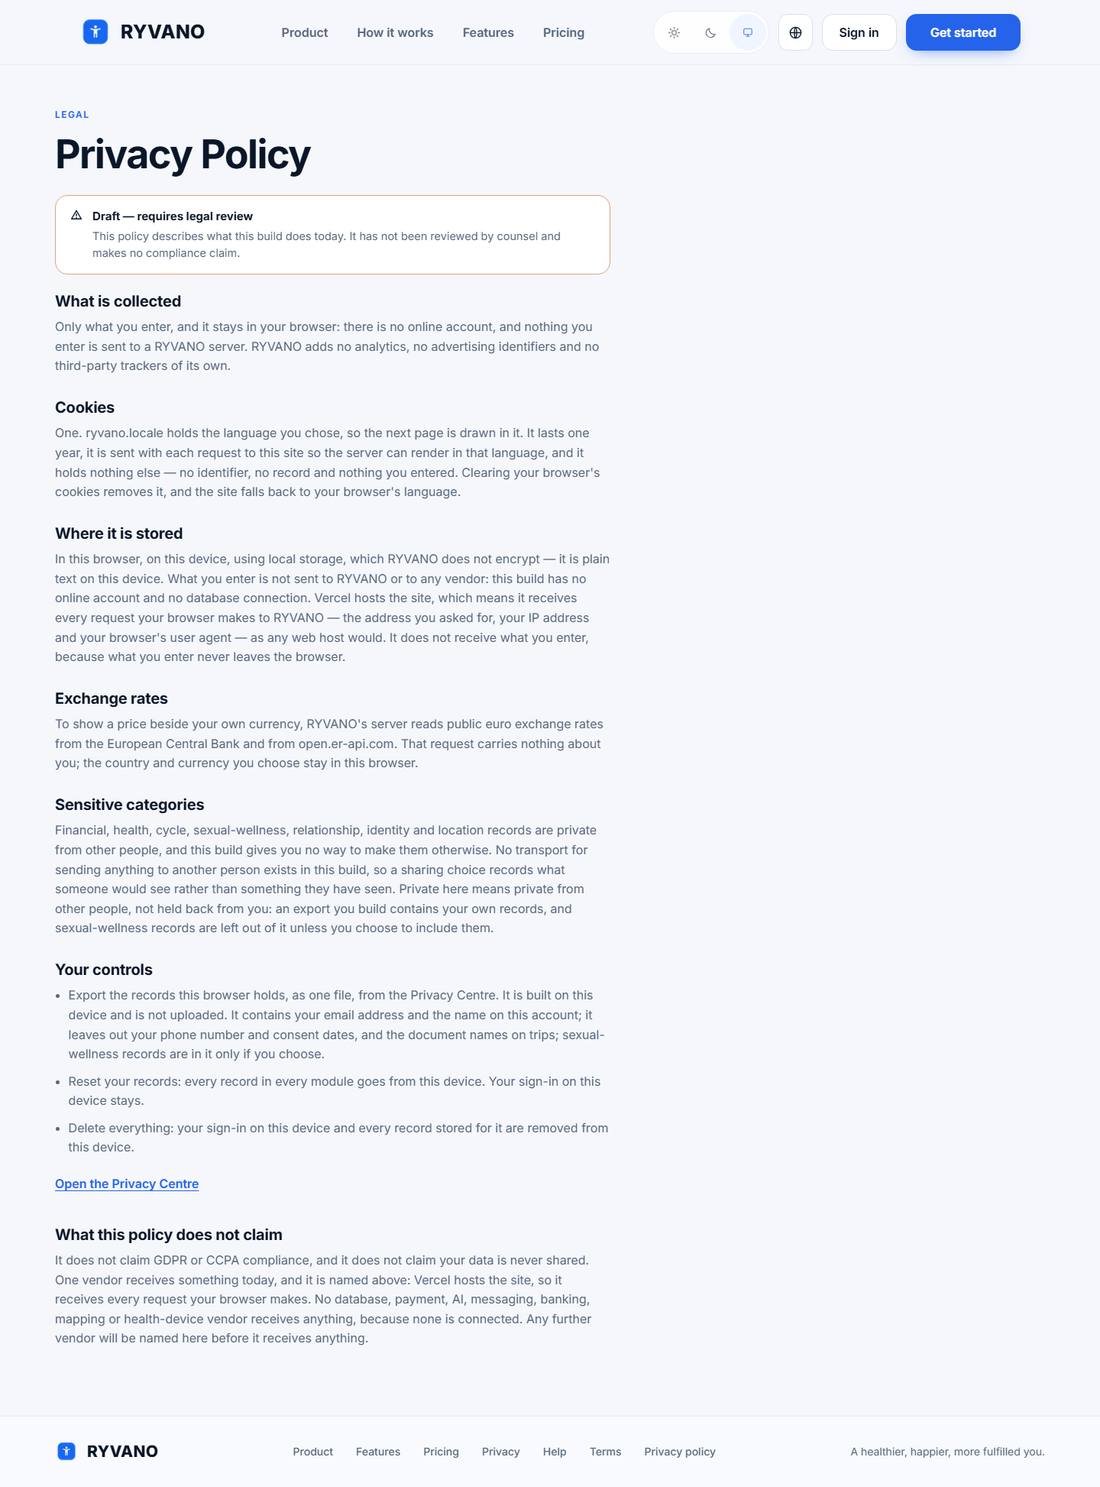 RYVANO
Product
How it works
Features
Pricing
Sign in
Get started
LEGAL
Privacy Policy
Draft — requires legal review
This policy describes what this build does today. It has not been reviewed by counsel and
makes no compliance claim.
What is collected
Only what you enter, and it stays in your browser: there is no online account, and nothing you
enter is sent to a RYVANO server. RYVANO adds no analytics, no advertising identifiers and no
third-party trackers of its own.
Cookies
One. ryvano.locale holds the language you chose, so the next page is drawn in it. It lasts one
year, it is sent with each request to this site so the server can render in that language, and it
holds nothing else — no identifier, no record and nothing you entered. Clearing your browser's
cookies removes it, and the site falls back to your browser's language.
Where it is stored
In this browser, on this device, using local storage, which RYVANO does not encrypt — it is plain
text on this device. What you enter is not sent to RYVANO or to any vendor: this build has no
online account and no database connection. Vercel hosts the site, which means it receives
every request your browser makes to RYVANO — the address you asked for, your IP address
and your browser's user agent — as any web host would. It does not receive what you enter,
because what you enter never leaves the browser.
Exchange rates
To show a price beside your own currency, RYVANO's server reads public euro exchange rates
from the European Central Bank and from open.er-api.com. That request carries nothing about
you; the country and currency you choose stay in this browser.
Sensitive categories
Financial, health, cycle, sexual-wellness, relationship, identity and location records are private
from other people, and this build gives you no way to make them otherwise. No transport for
sending anything to another person exists in this build, so a sharing choice records what
someone would see rather than something they have seen. Private here means private from
other people, not held back from you: an export you build contains your own records, and
sexual-wellness records are left out of it unless you choose to include them.
Your controls
• Export the records this browser holds, as one file, from the Privacy Centre. It is built on this
device and is not uploaded. It contains your email address and the name on this account; it
leaves out your phone number and consent dates, and the document names on trips; sexual-
wellness records are in it only if you choose.
• Reset your records: every record in every module goes from this device. Your sign-in on this
device stays.
• Delete everything: your sign-in on this device and every record stored for it are removed from
this device.
Open the Privacy Centre
What this policy does not claim
It does not claim GDPR or CCPA compliance, and it does not claim your data is never shared.
One vendor receives something today, and it is named above: Vercel hosts the site, so it
receives every request your browser makes. No database, payment, AI, messaging, banking,
mapping or health-device vendor receives anything, because none is connected. Any further
vendor will be named here before it receives anything.
RYVANO
Product
Features
Pricing
Privacy
Help
Terms
Privacy policy
A healthier, happier, more fulfilled you.